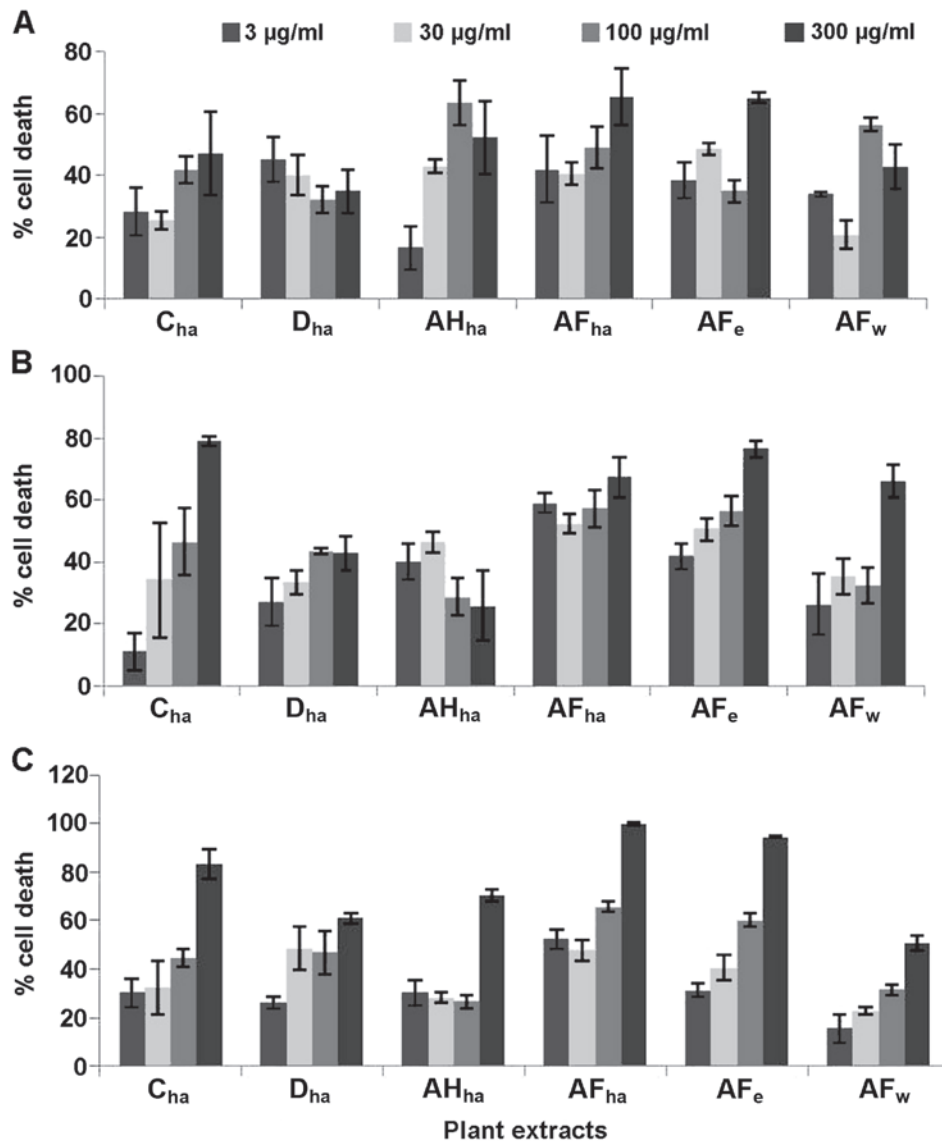 A
3 µg/ml 30 µg/ml 100 µg/ml 300 µg/ml
80
60
40
20
0
% cell death
Cha Dha AHha AFha AFe AFw
B
100
80
60
40
20
0
% cell death
Cha Dha AHha AFha AFe AFw
C
120
100
80
60
40
20
0
% cell death
Cha Dha AHha AFha AFe AFw
Plant extracts